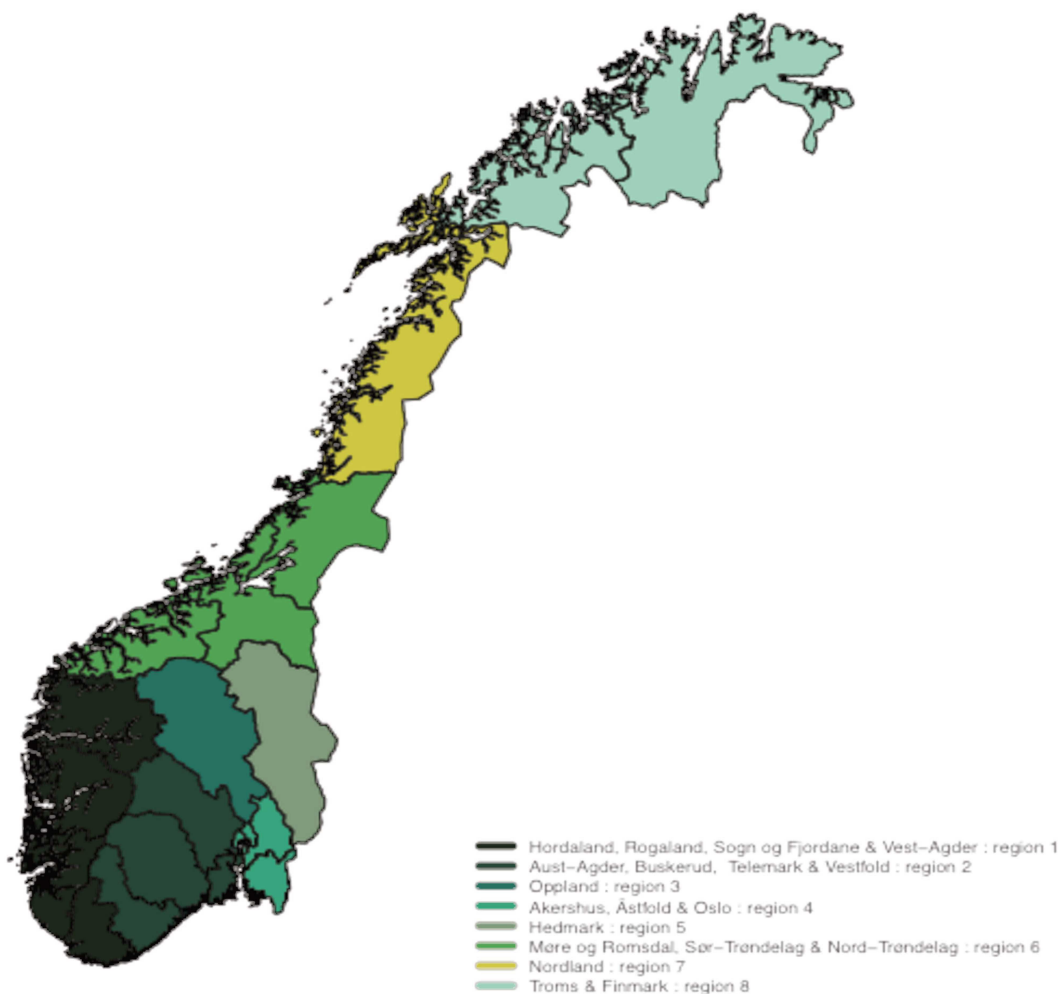 Hordaland, Rogaland, Sogn og Fjordane & Vest–Agder : region 1
Aust–Agder, Buskerud, Telemark & Vestfold : region 2
Oppland : region 3
Akershus, Ästfold & Oslo : region 4
Hedmark : region 5
Møre og Romsdal, Sør–Trøndelag & Nord–Trøndelag : region 6
Nordland : region 7
Troms & Finmark : region 8